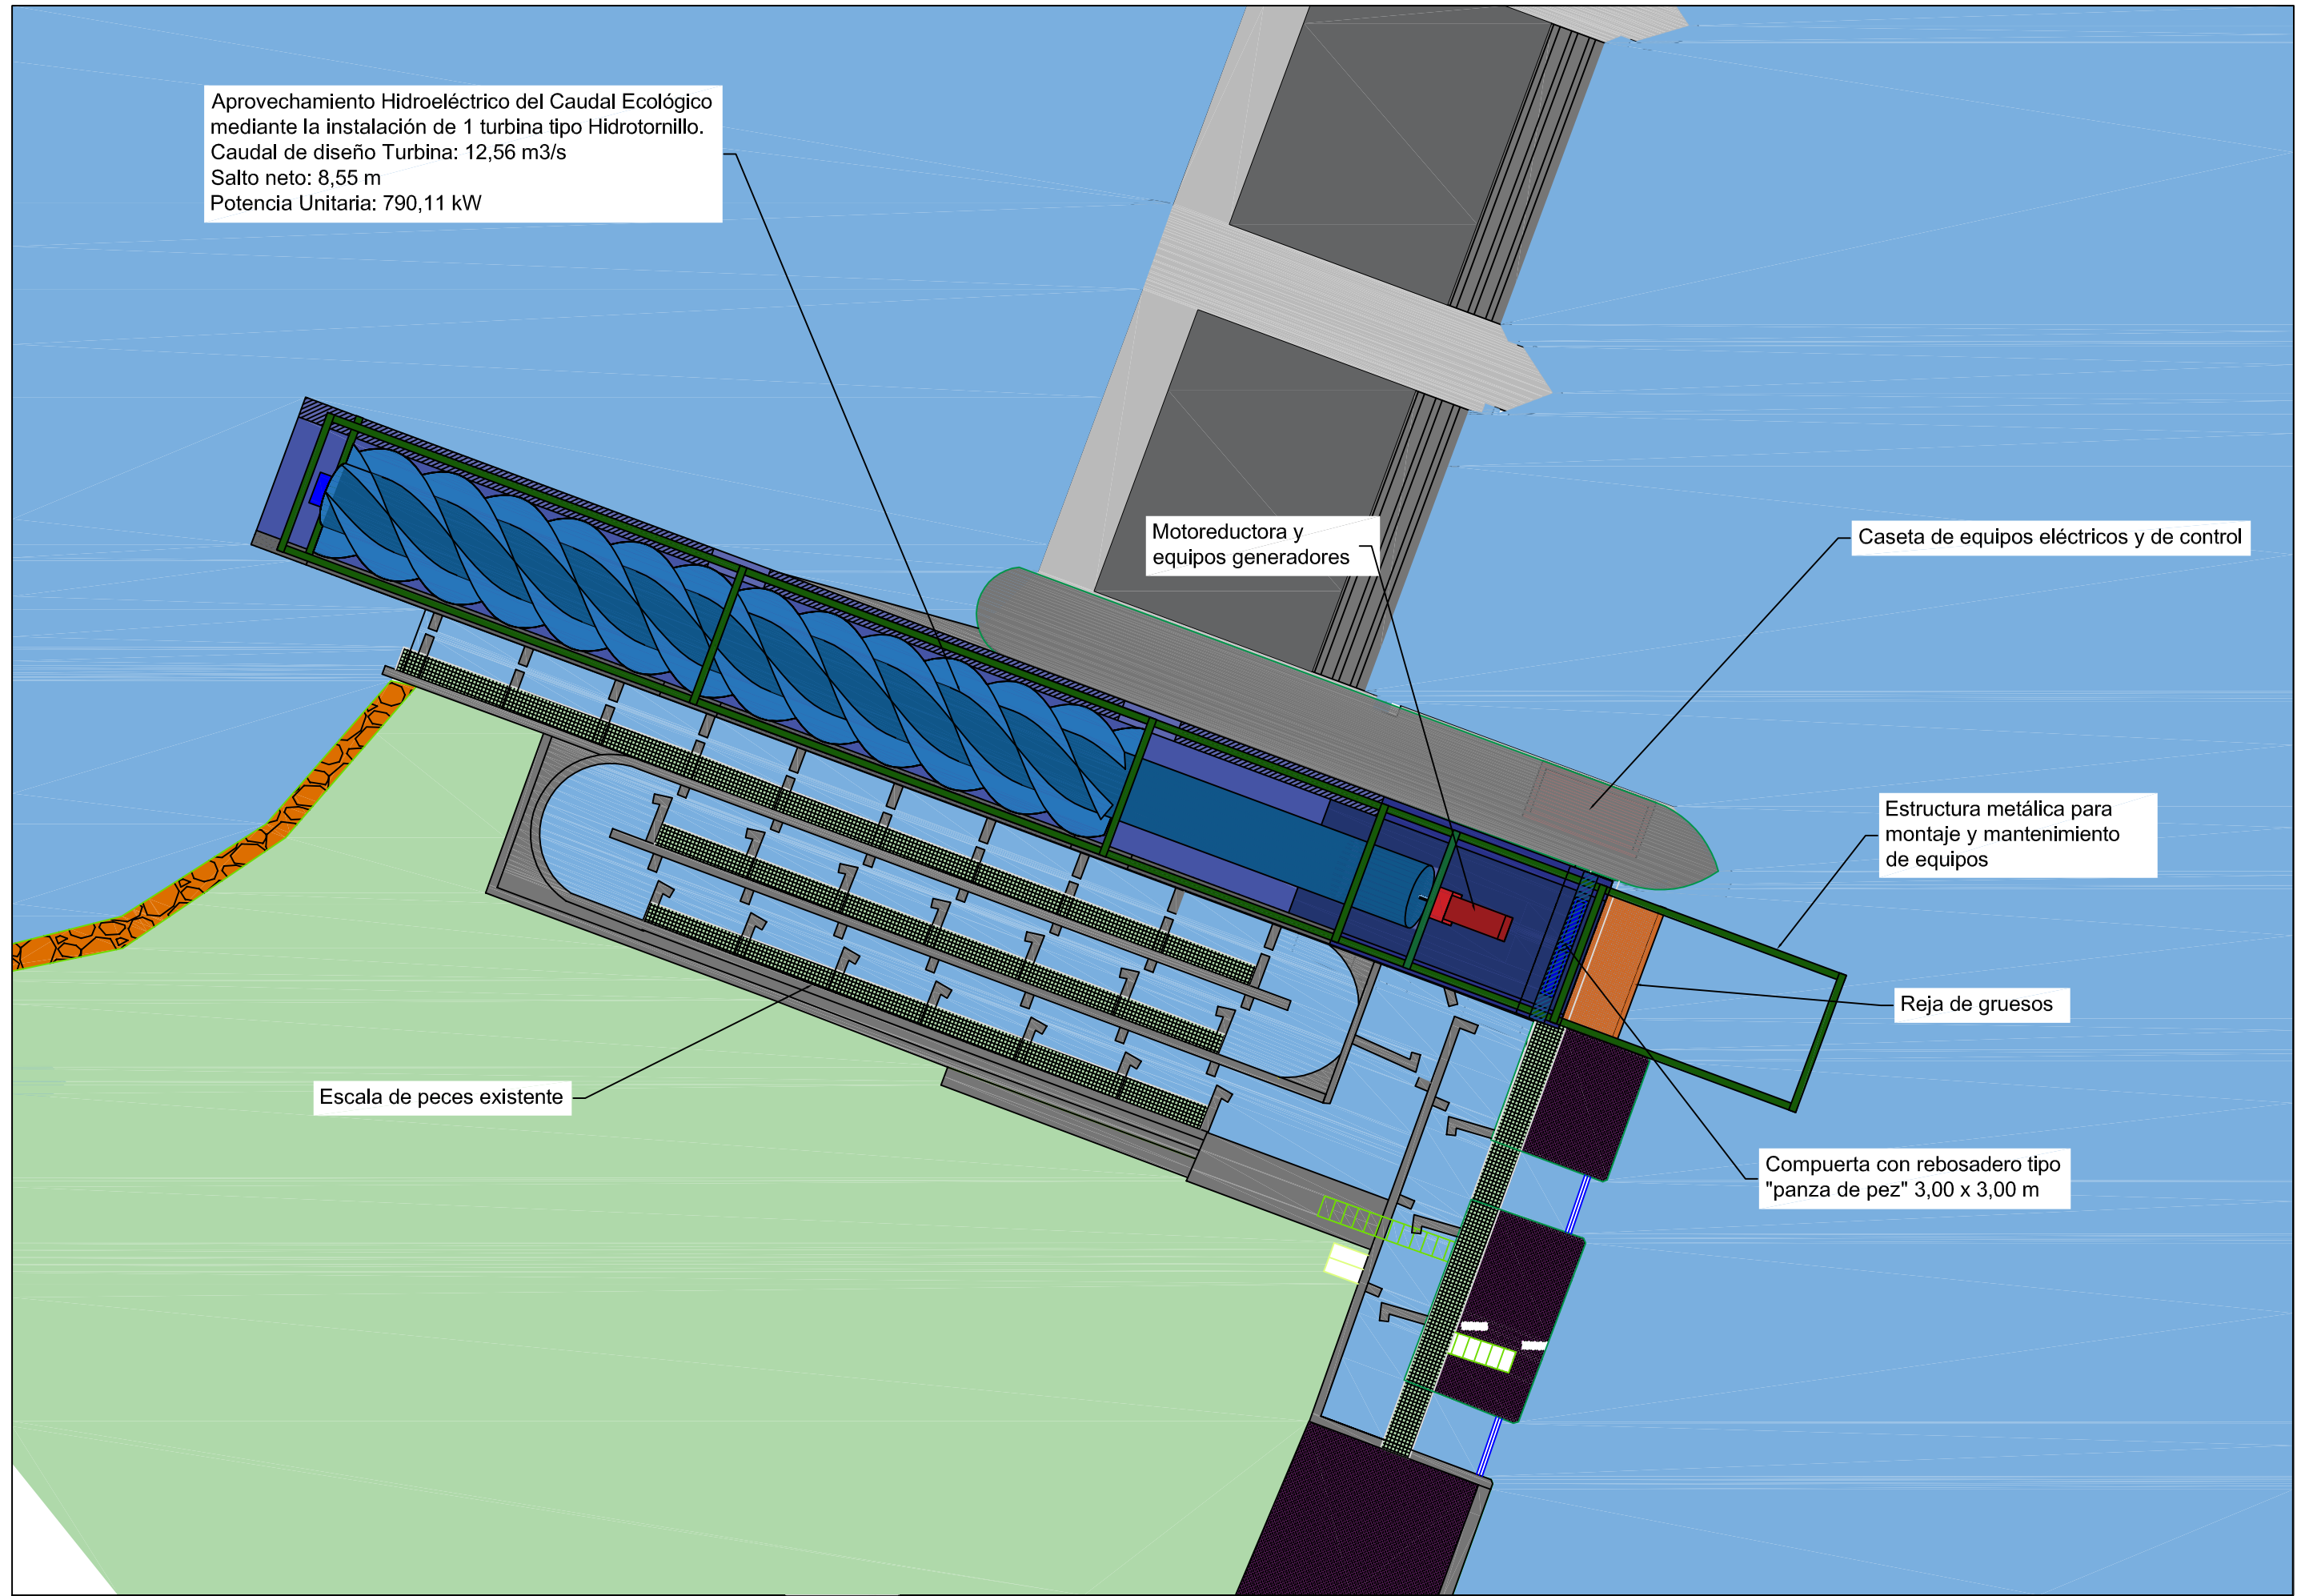 Aprovechamiento Hidroeléctrico del Caudal Ecológico
mediante la instalación de 1 turbina tipo Hidrotornillo.
Caudal de diseño Turbina: 12,56 m3/s
Salto neto: 8,55 m
Potencia Unitaria: 790,11 kW
Motoreductora y
equipos generadores
Caseta de equipos eléctricos y de control
Estructura metálica para
montaje y mantenimiento
de equipos
Reja de gruesos
Escala de peces existente
Compuerta con rebosadero tipo
"panza de pez" 3,00 x 3,00 m